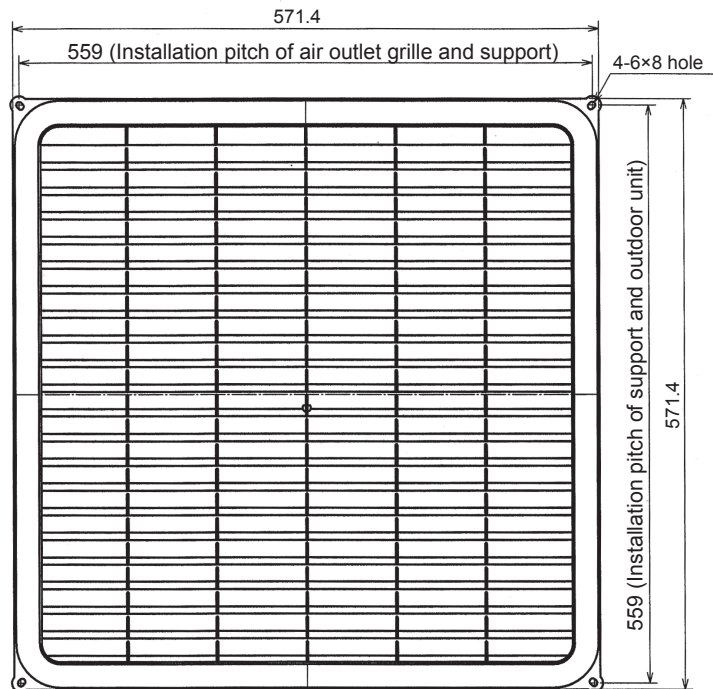 571.4
559 (Installation pitch of air outlet grille and support)
4-6×8 hole
559 (Installation pitch of support and outdoor unit)
571.4